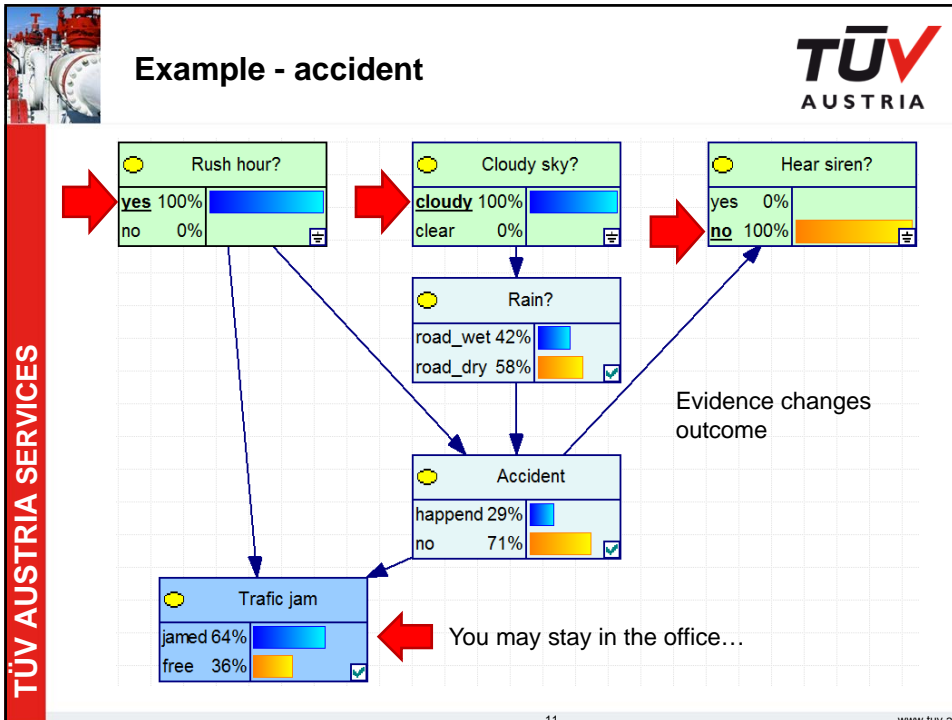 Example - accident
TÜV
AUSTRIA
TÜV AUSTRIA SERVICES
Rush hour?
yes 100%
no 0%
Cloudy sky?
cloudy 100%
clear 0%
Hear siren?
yes 0%
no 100%
Rain?
road_wet 42%
road_dry 58%
Evidence changes
outcome
Accident
happend 29%
no 71%
Trafic jam
jamed 64%
free 36%
You may stay in the office…
11